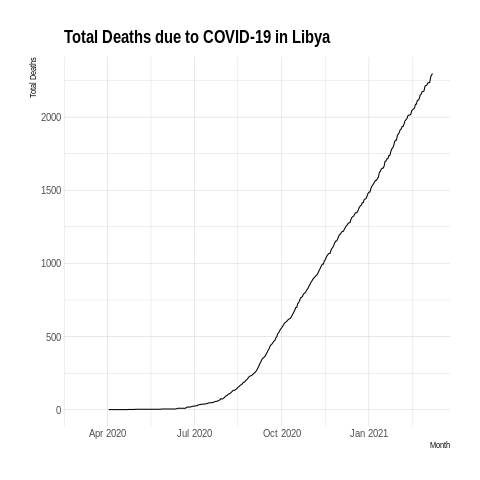 Total Deaths due to COVID-19 in Libya
Total Deaths
2000
1500
1000
500
0
Apr 2020 Jul 2020 Oct 2020 Jan 2021
Month